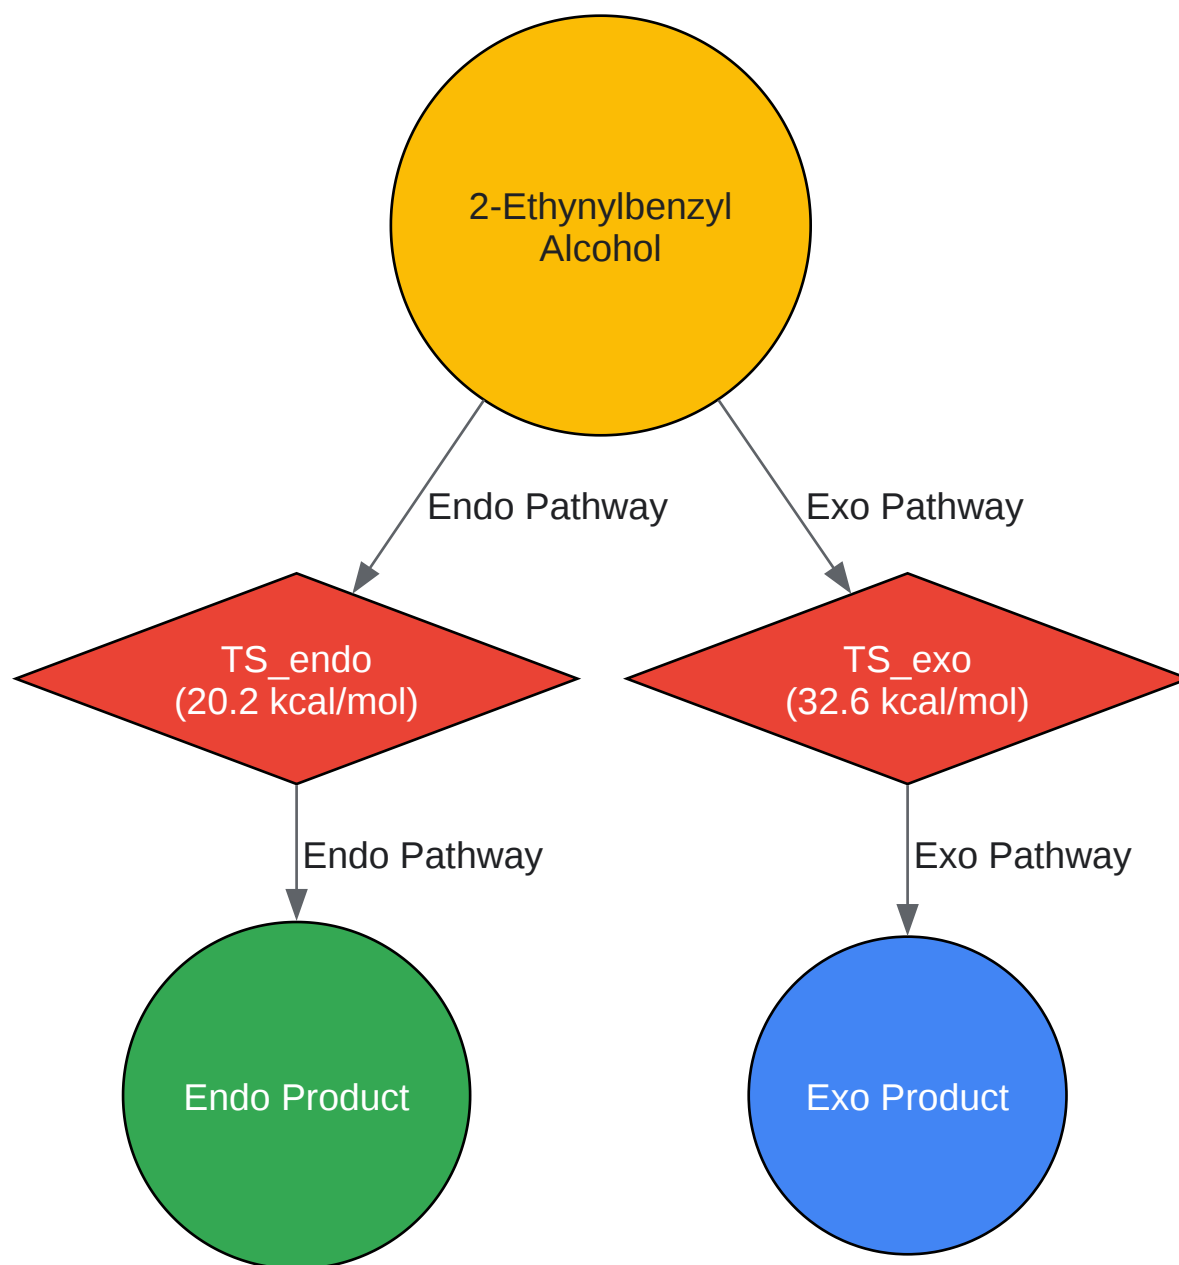 2-Ethynylbenzyl
Alcohol
Endo Pathway
Exo Pathway
TS_endo
(20.2 kcal/mol)
TS_exo
(32.6 kcal/mol)
Endo Pathway
Exo Pathway
Endo Product
Exo Product